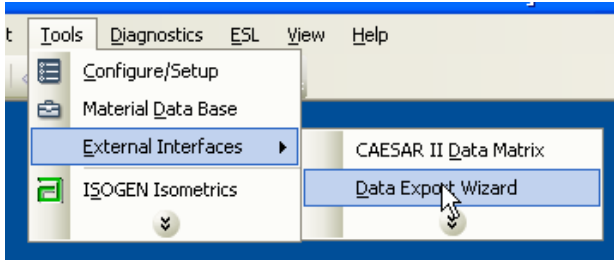 t Tools Diagnostics ESL View Help
Configure/Setup
Material Data Base
External Interfaces
CAESAR II Data Matrix
ISOGEN Isometrics
Data Export Wizard